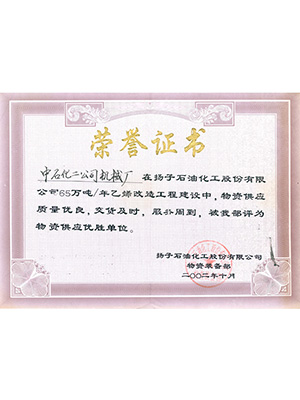 荣誉证书
中石化二公司机械厂 在扬子石油化工股份有限
公司65万吨/年乙烯改造工程建设中，物资供应
质量优良，交货及时，服务周到，被我部评为
物资供应优胜单位。
扬子石油化工股份有限公司
物资装备部
二〇〇二年十月